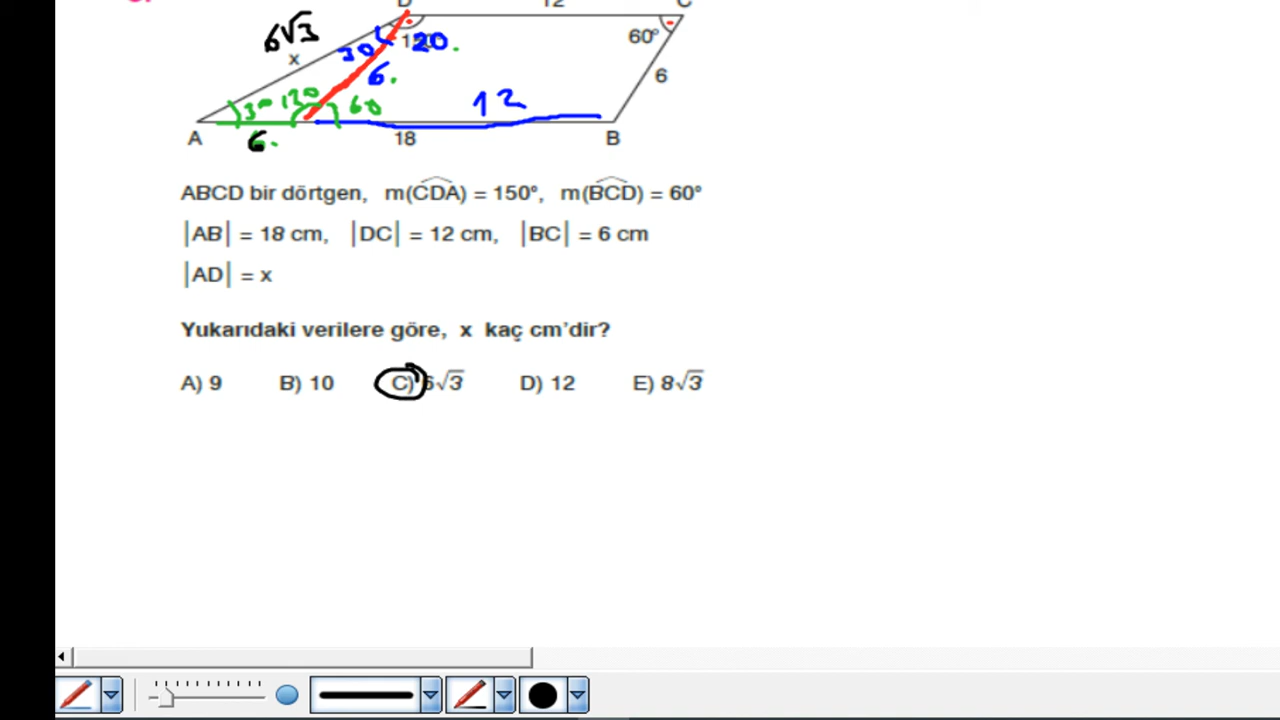 D 12 C
6√3
x 30 120. 60° 6
6.
30 120 60 12
A 6. 18 B
ABCD bir dörtgen, m(CDA) = 150°, m(BCD) = 60°
|AB| = 18 cm, |DC| = 12 cm, |BC| = 6 cm
|AD| = x
Yukarıdaki verilere göre, x kaç cm'dir?
A) 9 B) 10 C) 6√3 D) 12 E) 8√3